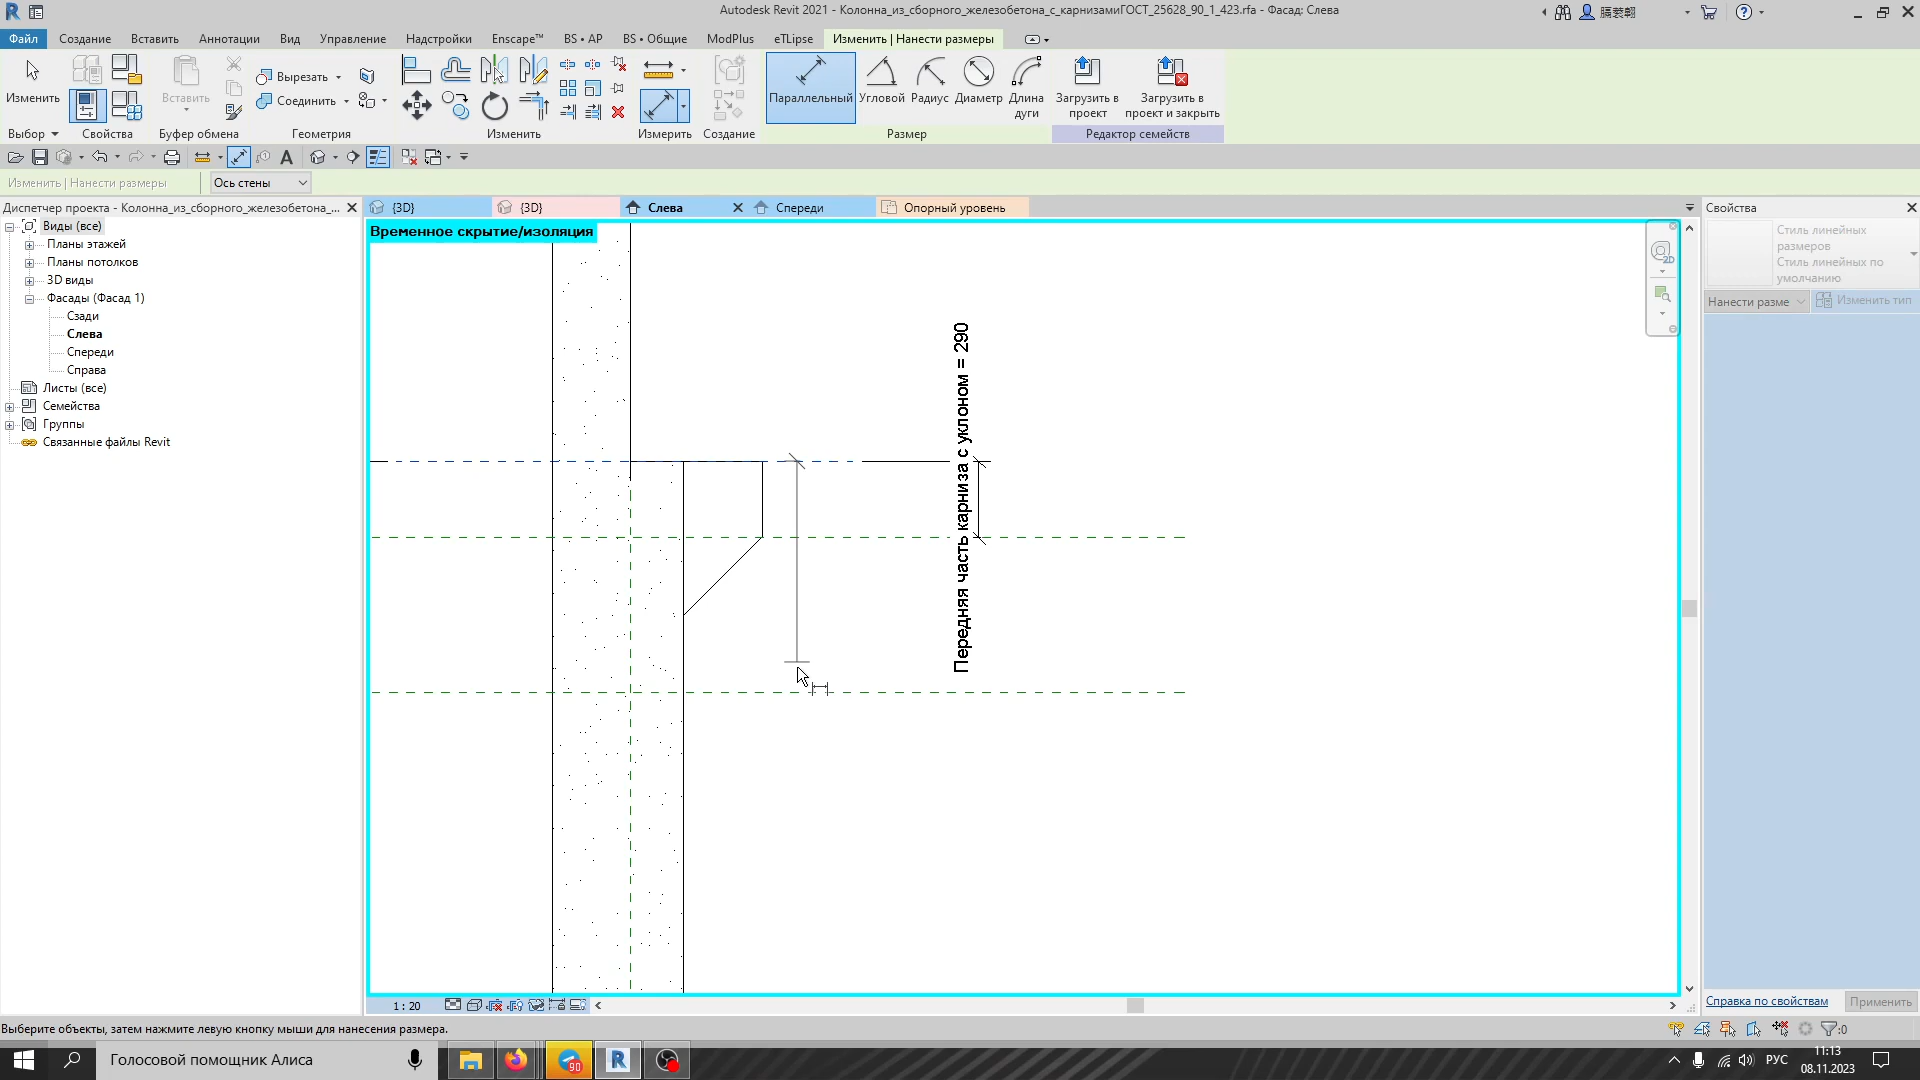 Autodesk Revit 2021 - Колонна_из_сборного_железобетона_с_карнизамиГОСТ_25628_90_1_423.rfa - Фасад: Слева
Файл Создание Вставить Аннотации Вид Управление Надстройки Enscape™ BS • АР BS • Общие ModPlus eTLipse Изменить | Нанести размеры
Изменить Вставить Вырезать Соединить Параллельный Угловой Радиус Диаметр Длина дуги Загрузить в проект Загрузить в проект и закрыть
Выбор Свойства Буфер обмена Геометрия Изменить Измерить Создание Размер Редактор семейств
Изменить | Нанести размеры Ось стены
Диспетчер проекта - Колонна_из_сборного_железобетона_...
{3D} {3D} Слева Спереди Опорный уровень
Виды (все)
Планы этажей
Планы потолков
3D виды
Фасады (Фасад 1)
Сзади
Слева
Спереди
Справа
Листы (все)
Семейства
Группы
Связанные файлы Revit
Временное скрытие/изоляция
Передняя часть карниза с уклоном = 290
2D
Свойства
Стиль линейных
размеров
Стиль линейных по
умолчанию
Нанести разме Изменить тип
Справка по свойствам Применить
1 : 20
Выберите объекты, затем нажмите левую кнопку мыши для нанесения размера.
:0
Голосовой помощник Алиса
90
РУС
11:13
08.11.2023